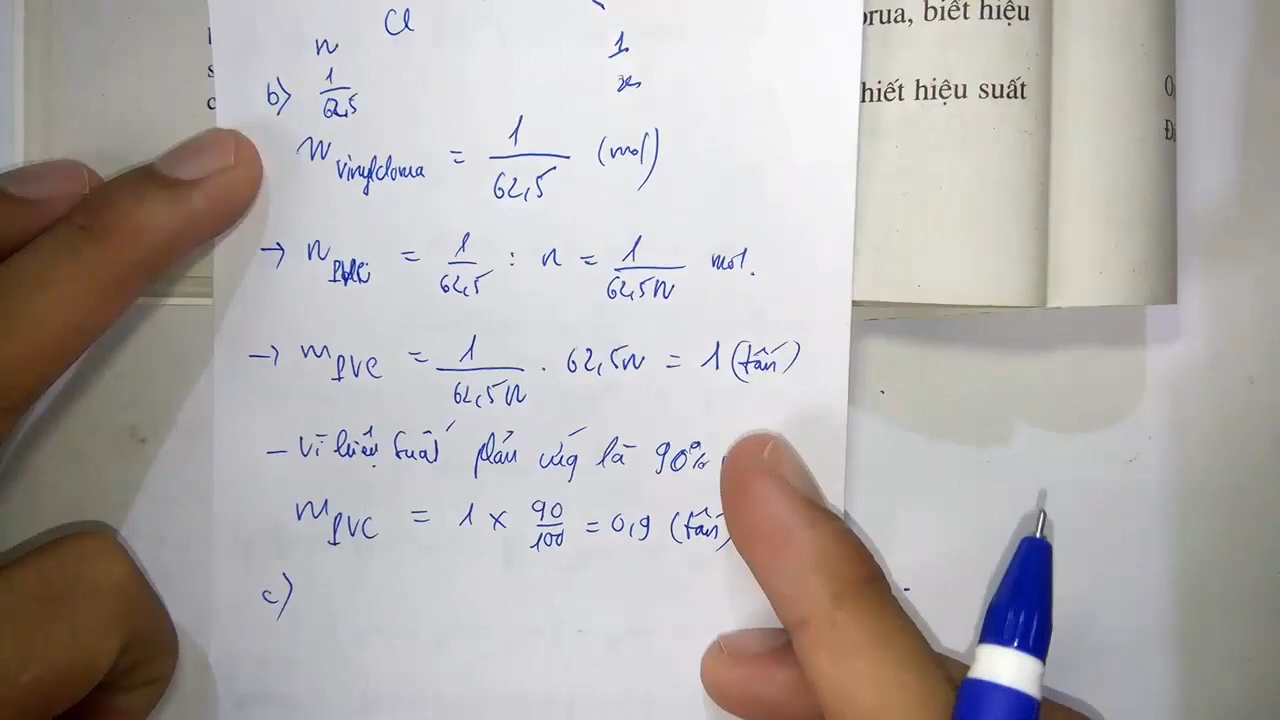 Cl
n 1
b) 1/62,5 x
n Vinylclorua = 1/62,5 (mol)
→ n PVC = 1/62,5 : n = 1/62,5n mol.
→ m PVC = 1/62,5n . 62,5n = 1 (tấn)
- Vì hiệu suất phản ứng là 90%
m PVC = 1 x 90/100 = 0,9 (tấn)
c)
rua, biết hiệu
hiết hiệu suất